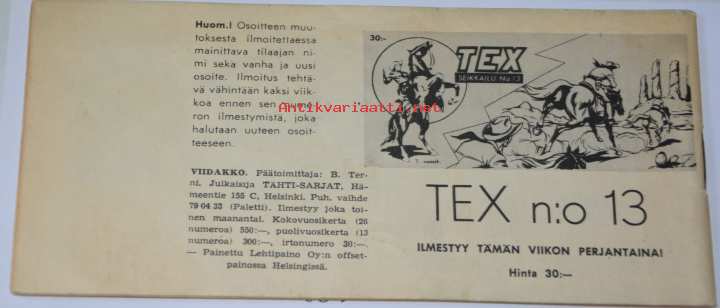 Huom.! Osoitteen muu-
toksesta ilmoitettaessa
mainittava tilaajan ni-
mi sekä vanha ja uusi
osoite. Ilmoitus tehtä-
vä vähintään kaksi viik-
koa ennen sen nume-
ron ilmestymistä, joka
halutaan uuteen osoit-
teeseen.
VIIDAKKO. Päätoimittaja: B. Ter-
ni. Julkaisija TÄHTI-SARJAT, Hä-
meentie 155 C, Helsinki. Puh. vaihde
79 04 33 (Paletti). Ilmestyy joka toi-
nen maanantai. Kokovuosikerta (26
numeroa) 550:—, puolivuosikerta (13
numeroa) 300:—, irtonumero 30:—.
— Painettu Lehtipaino Oy:n offset-
painossa Helsingissä.
30:-
TEX
SEIKKAILU No 13
Antikvariaatti.net
TEX n:o 13
ILMESTYY TÄMÄN VIIKON PERJANTAINA!
Hinta 30:—